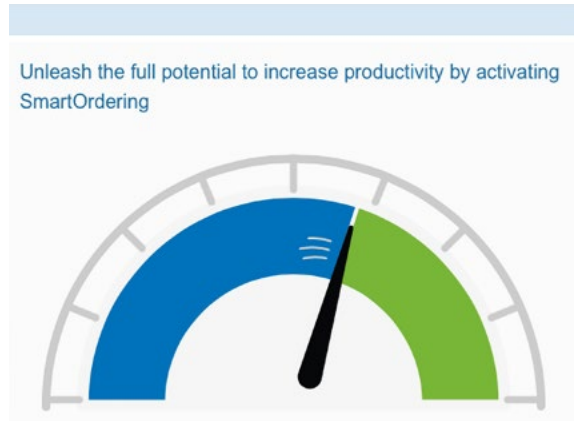 Unleash the full potential to increase productivity by activating
SmartOrdering